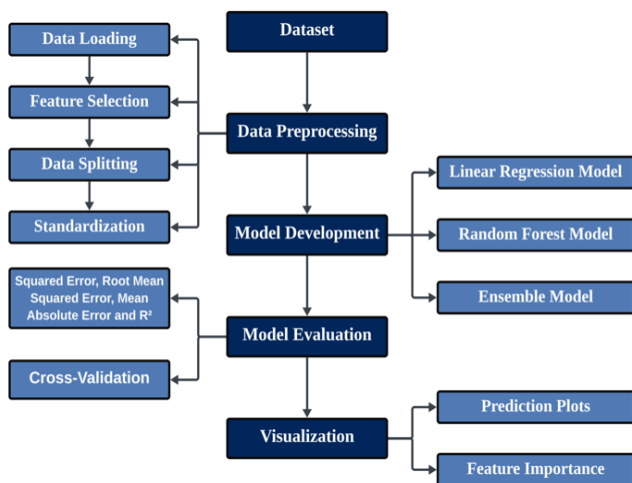 Dataset
Data Loading
Feature Selection
Data Preprocessing
Data Splitting
Standardization
Linear Regression Model
Model Development
Random Forest Model
Ensemble Model
Squared Error, Root Mean
Squared Error, Mean
Absolute Error and R²
Model Evaluation
Cross-Validation
Visualization
Prediction Plots
Feature Importance